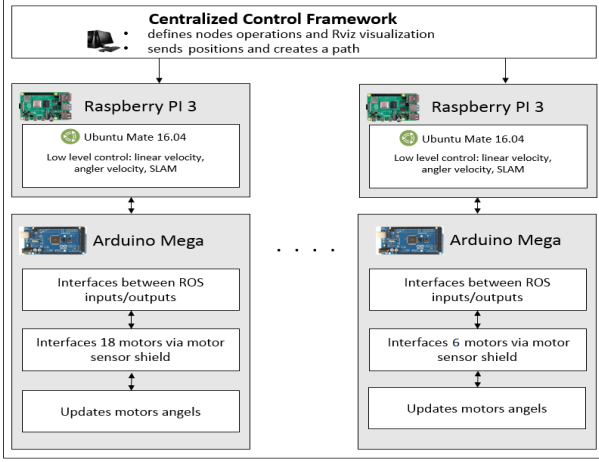 Centralized Control Framework
• defines nodes operations and Rviz visualization
• sends positions and creates a path
Raspberry PI 3
Ubuntu Mate 16.04
Low level control: linear velocity,
angler velocity, SLAM
Arduino Mega
Interfaces between ROS
inputs/outputs
Interfaces 18 motors via motor
sensor shield
Updates motors angels
. . . .
Raspberry PI 3
Ubuntu Mate 16.04
Low level control: linear velocity,
angler velocity, SLAM
Arduino Mega
Interfaces between ROS
inputs/outputs
Interfaces 6 motors via motor
sensor shield
Updates motors angels